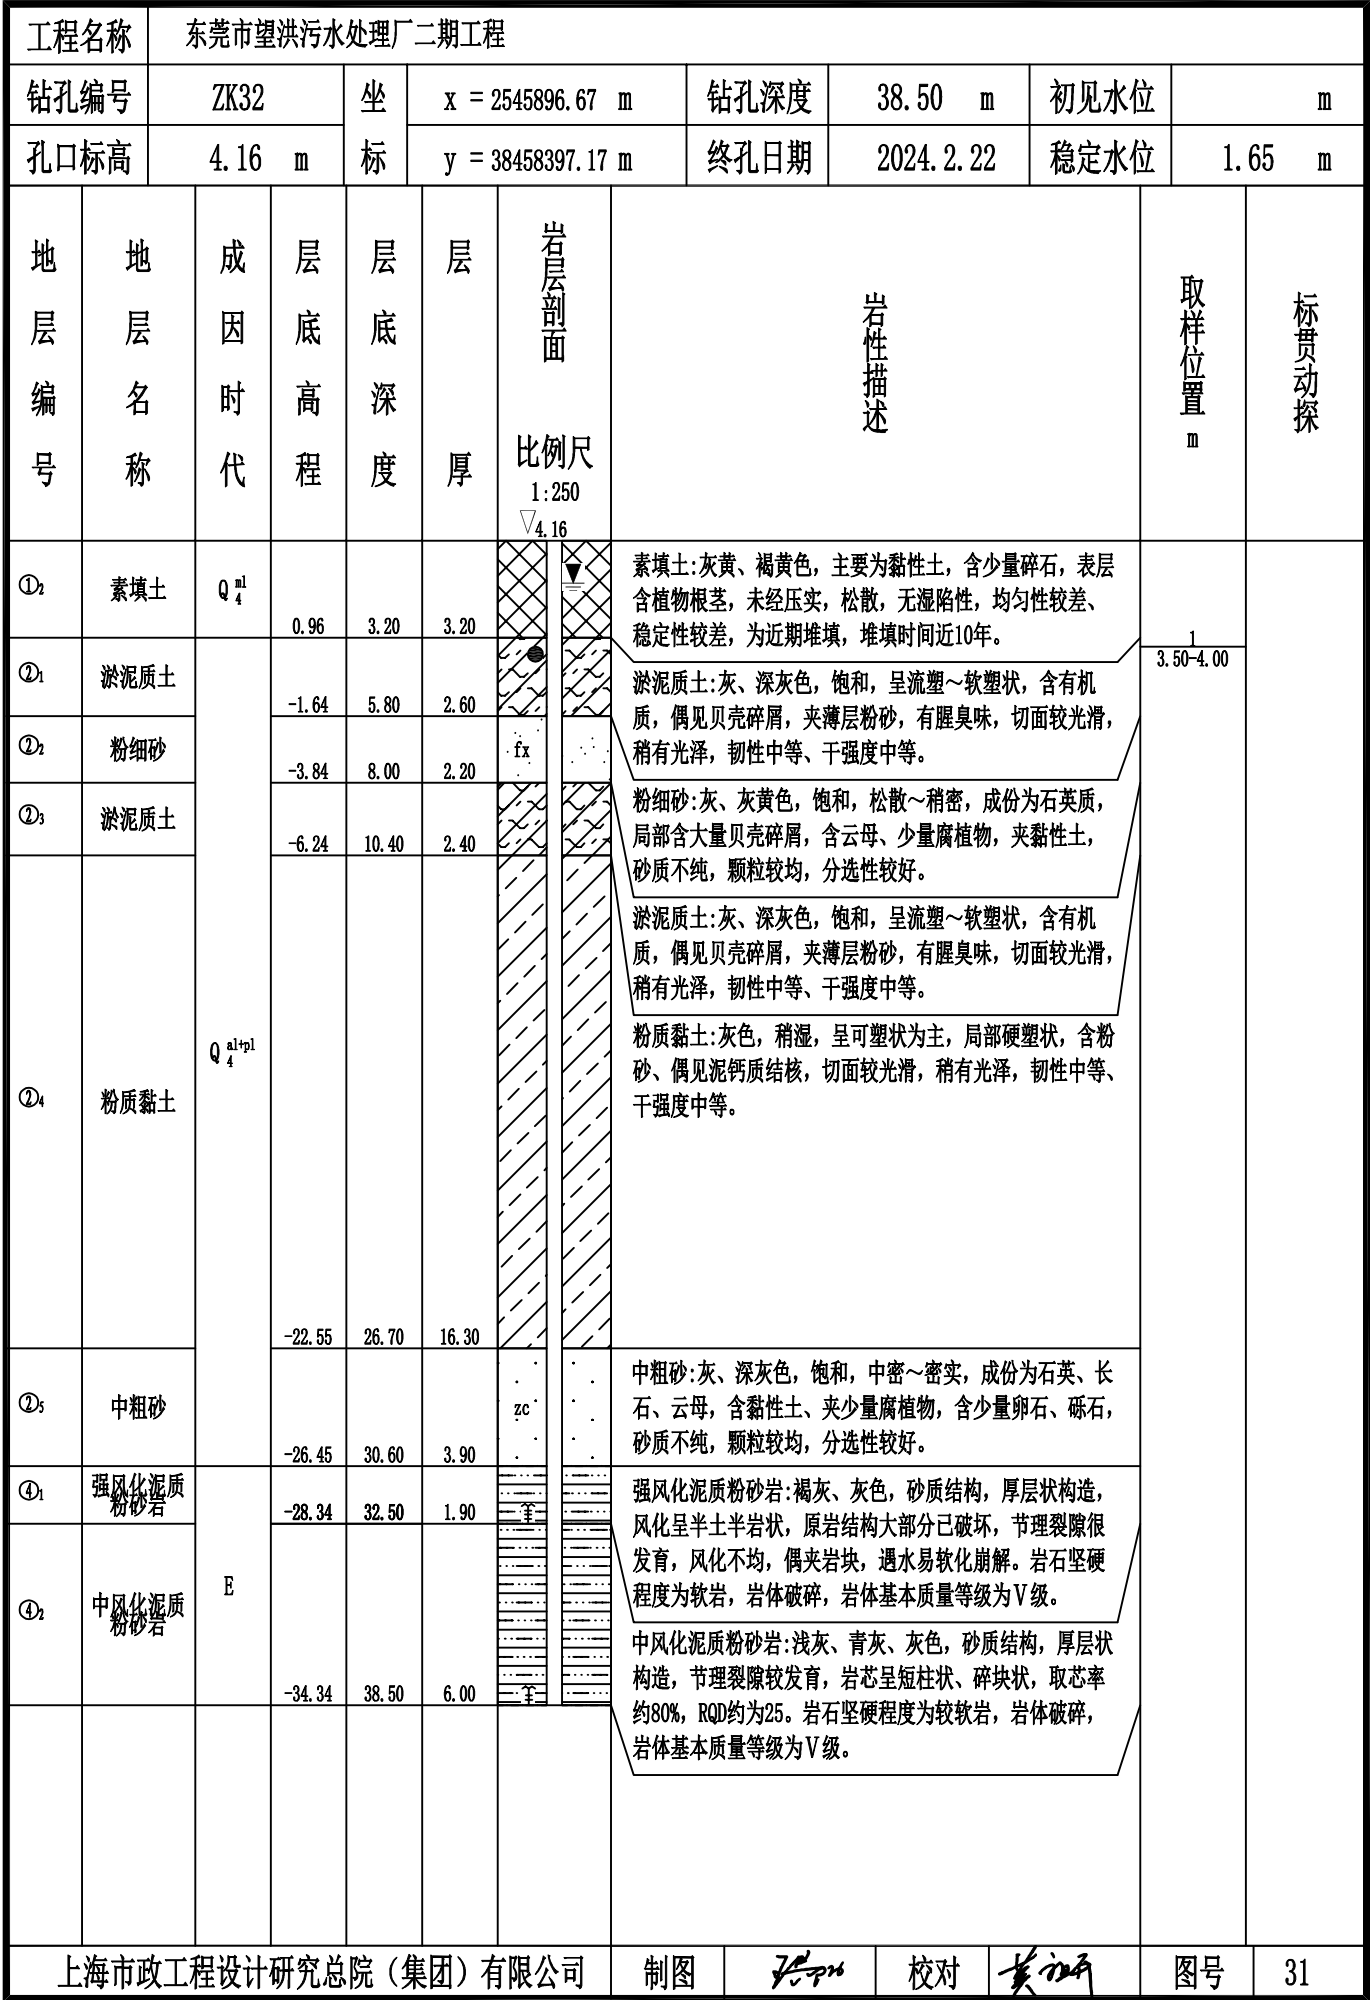 工程名称 东莞市望洪污水处理厂二期工程
钻孔编号 ZK32 坐 x = 2545896.67 m 钻孔深度 38.50 m 初见水位 m
孔口标高 4.16 m 标 y = 38458397.17 m 终孔日期 2024.2.22 稳定水位 1.65 m
地层编号 地层名称 成因时代 层底高程 层底深度 层厚 岩层剖面 岩性描述 取样位置 m 标贯动探
比例尺
1:250
4.16
①2 素填土 Q4ml 0.96 3.20 3.20
素填土:灰黄、褐黄色，主要为黏性土，含少量碎石，表层
含植物根茎，未经压实，松散，无湿陷性，均匀性较差、
稳定性较差，为近期堆填，堆填时间近10年。
1
3.50-4.00
②1 淤泥质土 -1.64 5.80 2.60
淤泥质土:灰、深灰色，饱和，呈流塑～软塑状，含有机
质，偶见贝壳碎屑，夹薄层粉砂，有腥臭味，切面较光滑，
稍有光泽，韧性中等、干强度中等。
②2 粉细砂 -3.84 8.00 2.20 fx
粉细砂:灰、灰黄色，饱和，松散～稍密，成份为石英质，
局部含大量贝壳碎屑，含云母、少量腐植物，夹黏性土，
砂质不纯，颗粒较均，分选性较好。
②3 淤泥质土 -6.24 10.40 2.40
淤泥质土:灰、深灰色，饱和，呈流塑～软塑状，含有机
质，偶见贝壳碎屑，夹薄层粉砂，有腥臭味，切面较光滑，
稍有光泽，韧性中等、干强度中等。
②4 粉质黏土 Q4al+pl -22.55 26.70 16.30
粉质黏土:灰色，稍湿，呈可塑状为主，局部硬塑状，含粉
砂、偶见泥钙质结核，切面较光滑，稍有光泽，韧性中等、
干强度中等。
②5 中粗砂 -26.45 30.60 3.90 zc
中粗砂:灰、深灰色，饱和，中密～密实，成份为石英、长
石、云母，含黏性土、夹少量腐植物，含少量卵石、砾石，
砂质不纯，颗粒较均，分选性较好。
④1 强风化泥质
粉砂岩 -28.34 32.50 1.90
强风化泥质粉砂岩:褐灰、灰色，砂质结构，厚层状构造，
风化呈半土半岩状，原岩结构大部分已破坏，节理裂隙很
发育，风化不均，偶夹岩块，遇水易软化崩解。岩石坚硬
程度为软岩，岩体破碎，岩体基本质量等级为Ⅴ级。
E
④2 中风化泥质
粉砂岩 -34.34 38.50 6.00
中风化泥质粉砂岩:浅灰、青灰、灰色，砂质结构，厚层状
构造，节理裂隙较发育，岩芯呈短柱状、碎块状，取芯率
约80%，RQD约为25。岩石坚硬程度为较软岩，岩体破碎，
岩体基本质量等级为Ⅴ级。
上海市政工程设计研究总院（集团）有限公司 制图 校对 图号 31